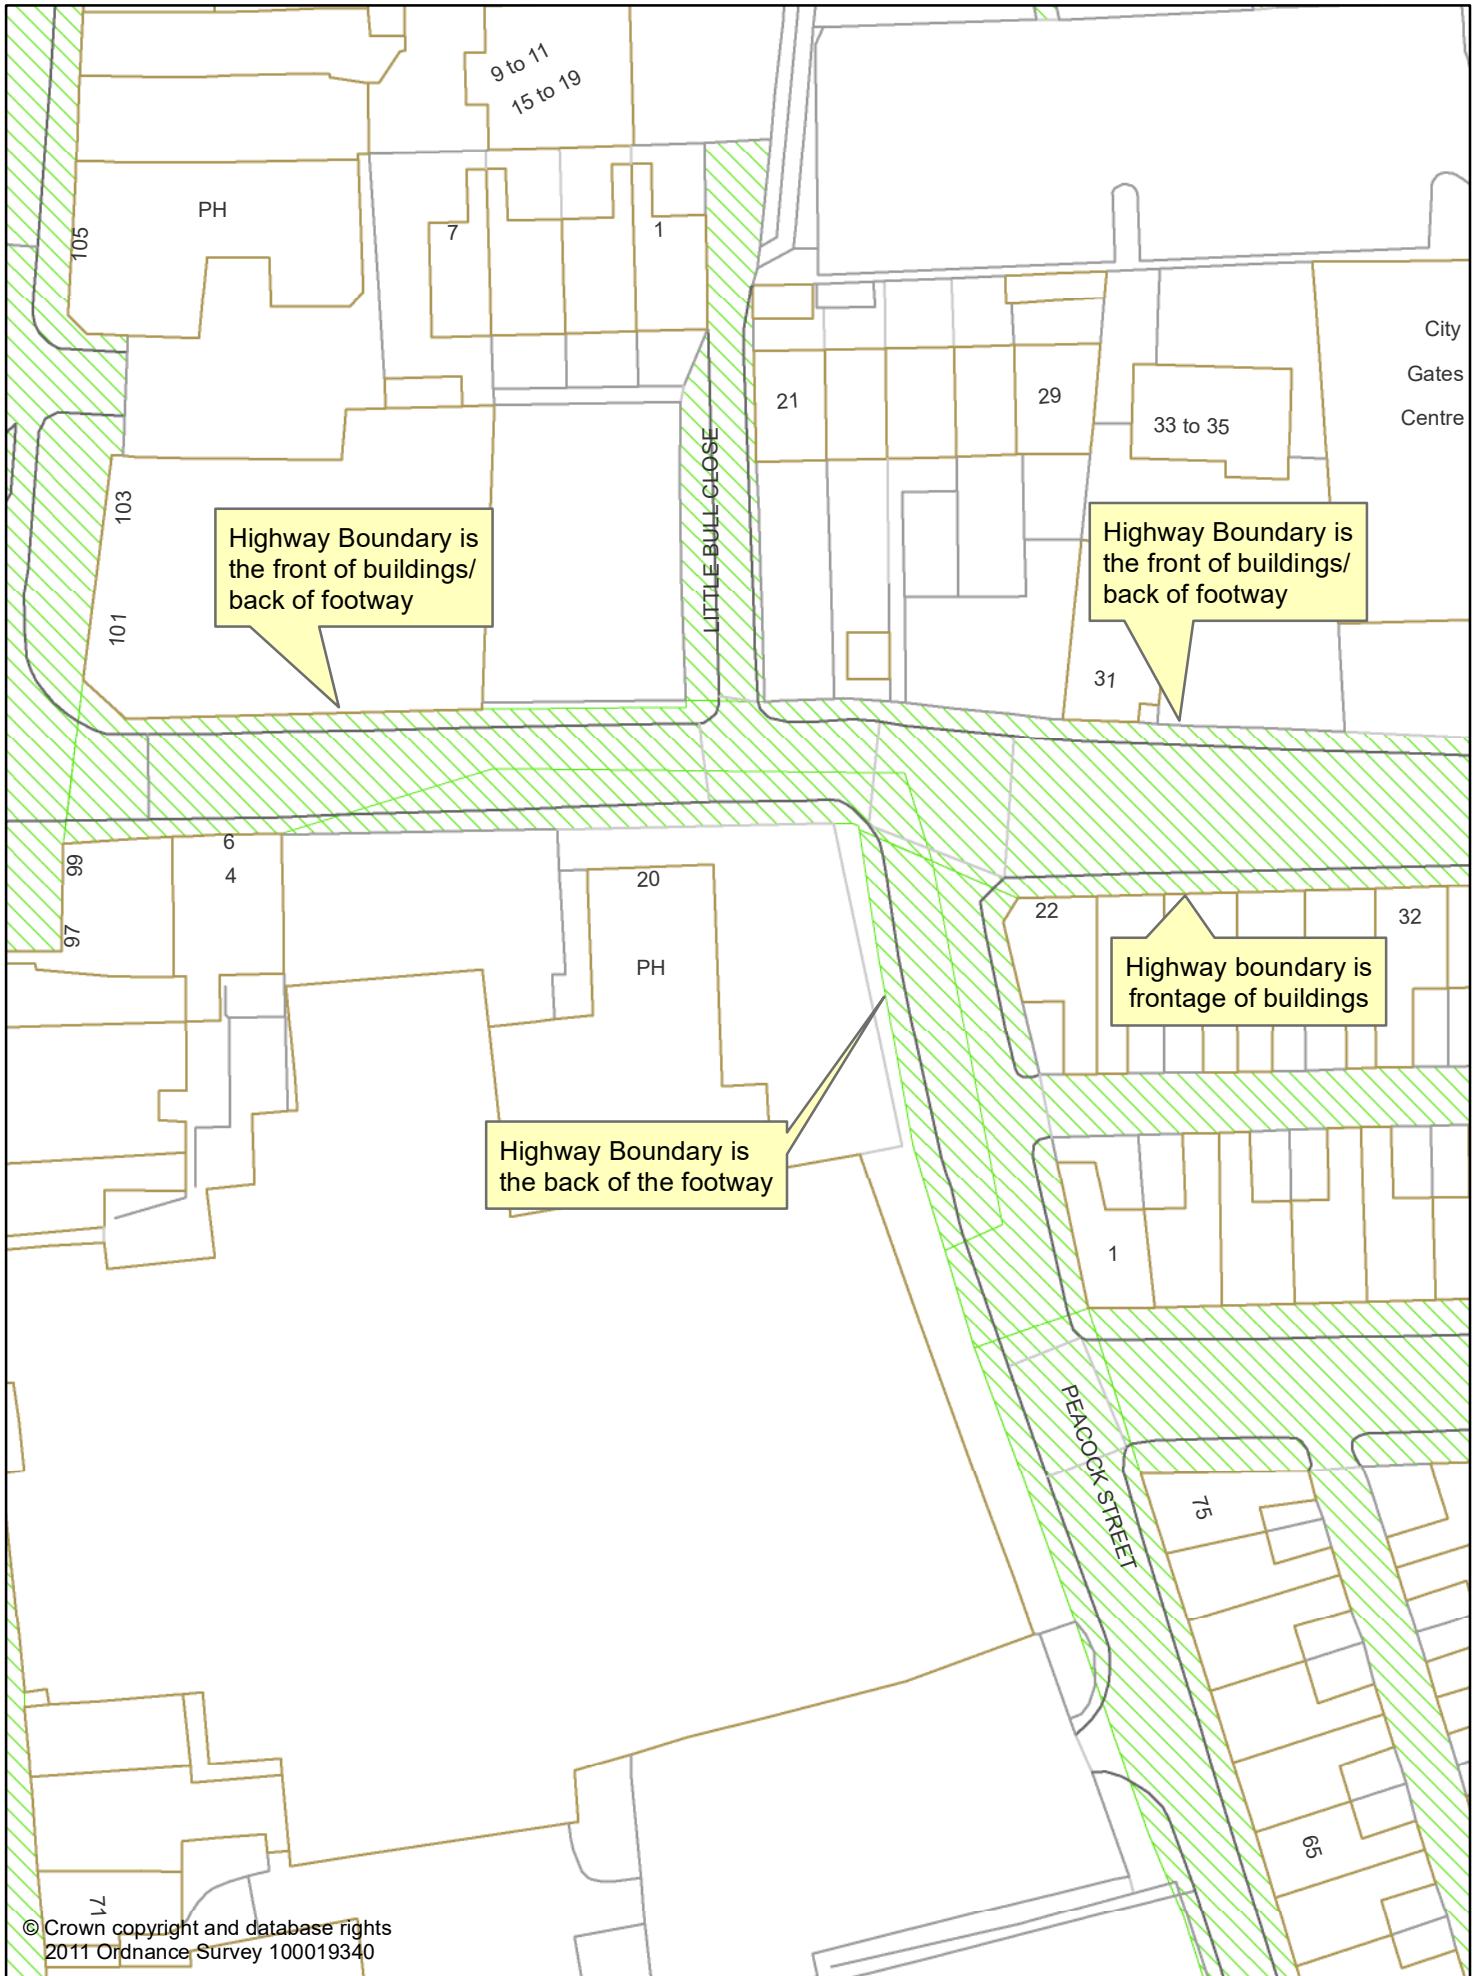 9 to 11
15 to 19
PH
105
7
1
City
Gates
Centre
21
29
33 to 35
103
LITTLE BULL CLOSE
Highway Boundary is
the front of buildings/
back of footway
Highway Boundary is
the front of buildings/
back of footway
101
31
6
4
99
97
20
PH
22
32
Highway boundary is
frontage of buildings
Highway Boundary is
the back of the footway
1
PEACOCK STREET
75
65
71
© Crown copyright and database rights
2011 Ordnance Survey 100019340